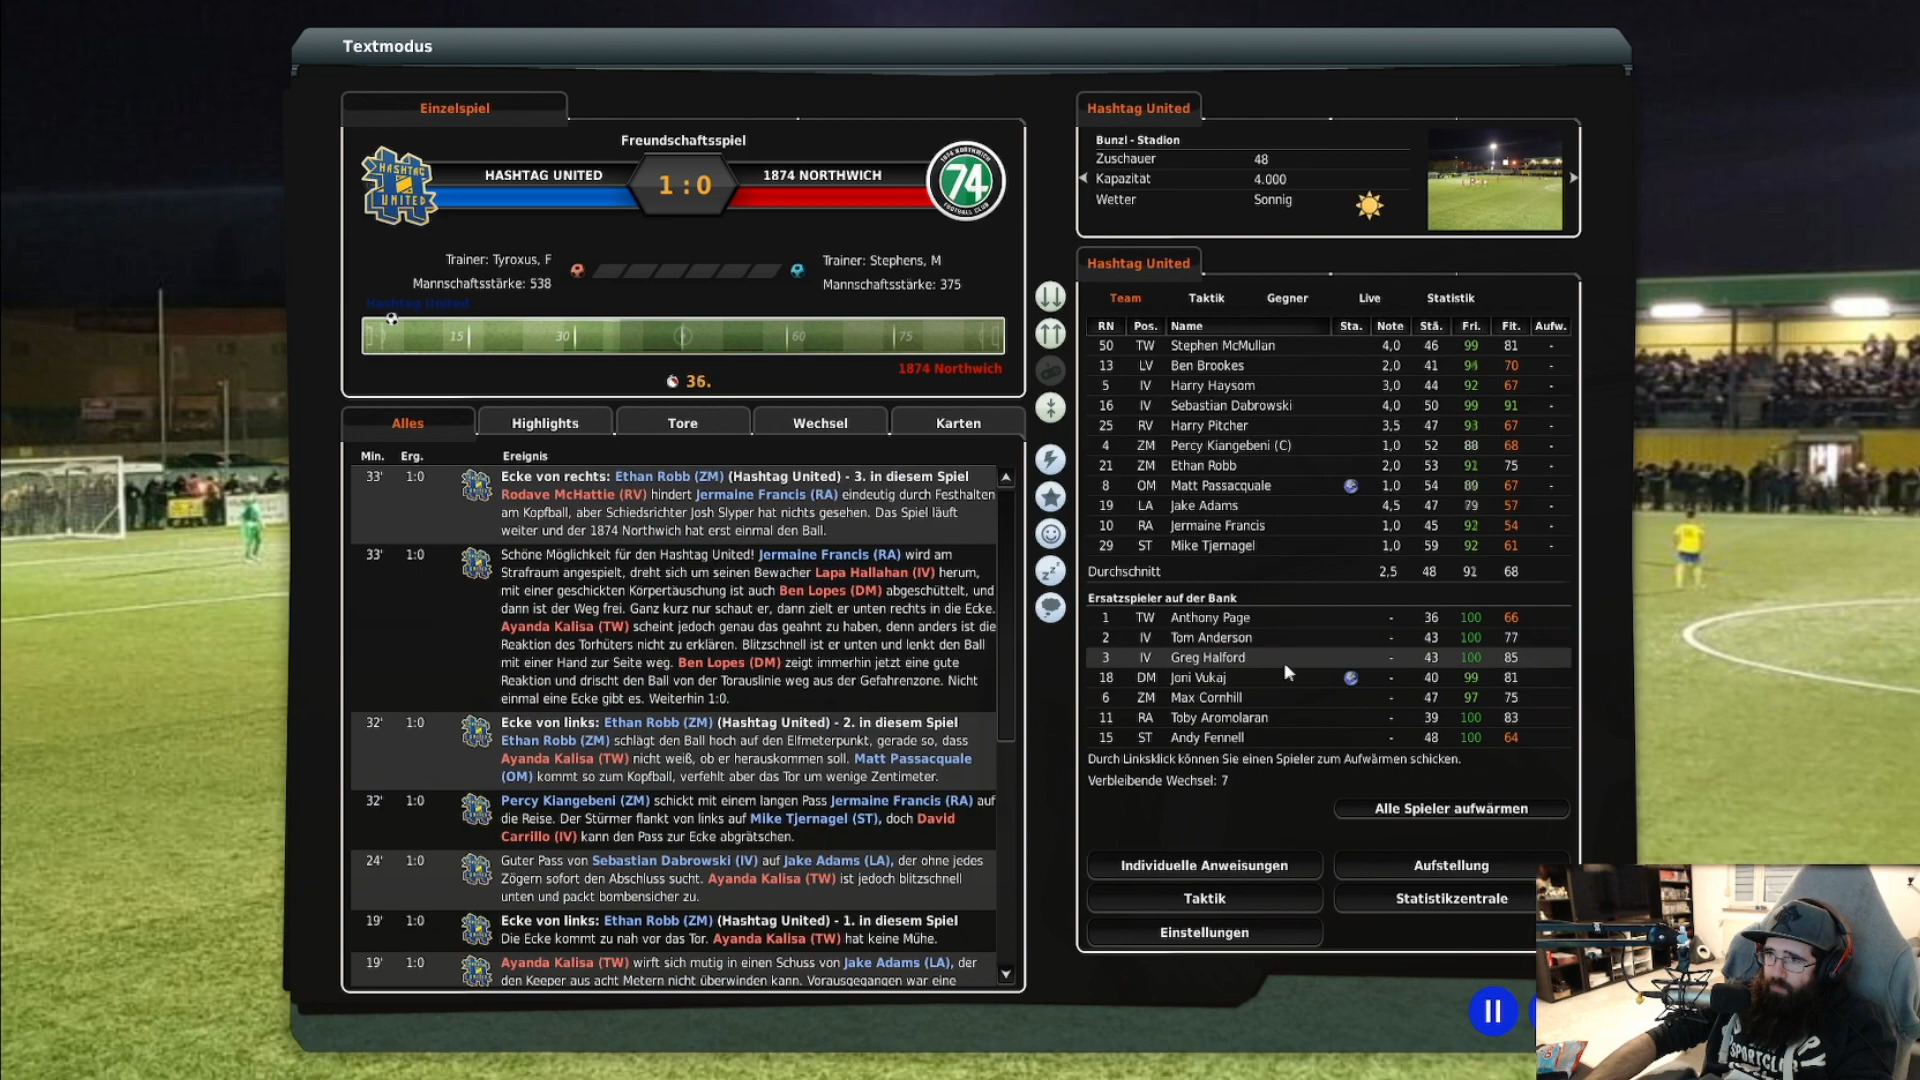 Textmodus
Einzelspiel
Freundschaftsspiel
HASHTAG UNITED
HASHTAG UNITED
1 : 0
1874 NORTHWICH
1874 NORTHWICH
74
FOOTBALL CLUB
Trainer: Tyroxus, F
Mannschaftsstärke: 538
Trainer: Stephens, M
Mannschaftsstärke: 375
Hashtag United
15 30 60 75
1874 Northwich
36.
Alles Highlights Tore Wechsel Karten
Min. Erg. Ereignis
33' 1:0 Ecke von rechts: Ethan Robb (ZM) (Hashtag United) - 3. in diesem Spiel
Rodave McHattie (RV) hindert Jermaine Francis (RA) eindeutig durch Festhalten
am Kopfball, aber Schiedsrichter Josh Slyper hat nichts gesehen. Das Spiel läuft
weiter und der 1874 Northwich hat erst einmal den Ball.
33' 1:0 Schöne Möglichkeit für den Hashtag United! Jermaine Francis (RA) wird am
Strafraum angespielt, dreht sich um seinen Bewacher Lapa Hallahan (IV) herum,
mit einer geschickten Körpertäuschung ist auch Ben Lopes (DM) abgeschüttelt, und
dann ist der Weg frei. Ganz kurz nur schaut er, dann zielt er unten rechts in die Ecke.
Ayanda Kalisa (TW) scheint jedoch genau das geahnt zu haben, denn anders ist die
Reaktion des Torhüters nicht zu erklären. Blitzschnell ist er unten und lenkt den Ball
mit einer Hand zur Seite weg. Ben Lopes (DM) zeigt immerhin jetzt eine gute
Reaktion und drischt den Ball von der Torauslinie weg aus der Gefahrenzone. Nicht
einmal eine Ecke gibt es. Weiterhin 1:0.
32' 1:0 Ecke von links: Ethan Robb (ZM) (Hashtag United) - 2. in diesem Spiel
Ethan Robb (ZM) schlägt den Ball hoch auf den Elfmeterpunkt, gerade so, dass
Ayanda Kalisa (TW) nicht weiß, ob er herauskommen soll. Matt Passacquale
(OM) kommt so zum Kopfball, verfehlt aber das Tor um wenige Zentimeter.
32' 1:0 Percy Kiangebeni (ZM) schickt mit einem langen Pass Jermaine Francis (RA) auf
die Reise. Der Stürmer flankt von links auf Mike Tjernagel (ST), doch David
Carrillo (IV) kann den Pass zur Ecke abgrätschen.
24' 1:0 Guter Pass von Sebastian Dabrowski (IV) auf Jake Adams (LA), der ohne jedes
Zögern sofort den Abschluss sucht. Ayanda Kalisa (TW) ist jedoch blitzschnell
unten und packt bombensicher zu.
19' 1:0 Ecke von links: Ethan Robb (ZM) (Hashtag United) - 1. in diesem Spiel
Die Ecke kommt zu nah vor das Tor. Ayanda Kalisa (TW) hat keine Mühe.
19' 1:0 Ayanda Kalisa (TW) wirft sich mutig in einen Schuss von Jake Adams (LA), der
den Keeper aus acht Metern nicht überwinden kann. Vorausgegangen war eine
Hashtag United
Bunzl - Stadion
Zuschauer 48
Kapazität 4.000
Wetter Sonnig
Hashtag United
Team Taktik Gegner Live Statistik
RN Pos. Name Sta. Note Stä. Fri. Fit. Aufw.
50 TW Stephen McMullan 4,0 46 99 81 -
13 LV Ben Brookes 2,0 41 94 70 -
5 IV Harry Haysom 3,0 44 92 67 -
16 IV Sebastian Dabrowski 4,0 50 99 91 -
25 RV Harry Pitcher 3,5 47 93 67 -
4 ZM Percy Kiangebeni (C) 1,0 52 88 68 -
21 ZM Ethan Robb 2,0 53 91 75 -
8 OM Matt Passacquale 1,0 54 89 67 -
19 LA Jake Adams 4,5 47 79 57 -
10 RA Jermaine Francis 1,0 45 92 54 -
29 ST Mike Tjernagel 1,0 59 92 61 -
Durchschnitt 2,5 48 91 68
Ersatzspieler auf der Bank
1 TW Anthony Page - 36 100 66
2 IV Tom Anderson - 43 100 77
3 IV Greg Halford - 43 100 85
18 DM Joni Vukaj - 40 99 81
6 ZM Max Cornhill - 47 97 75
11 RA Toby Aromolaran - 39 100 83
15 ST Andy Fennell - 48 100 64
Durch Linksklick können Sie einen Spieler zum Aufwärmen schicken.
Verbleibende Wechsel: 7
Alle Spieler aufwärmen
Individuelle Anweisungen Aufstellung
Taktik Statistikzentrale
Einstellungen